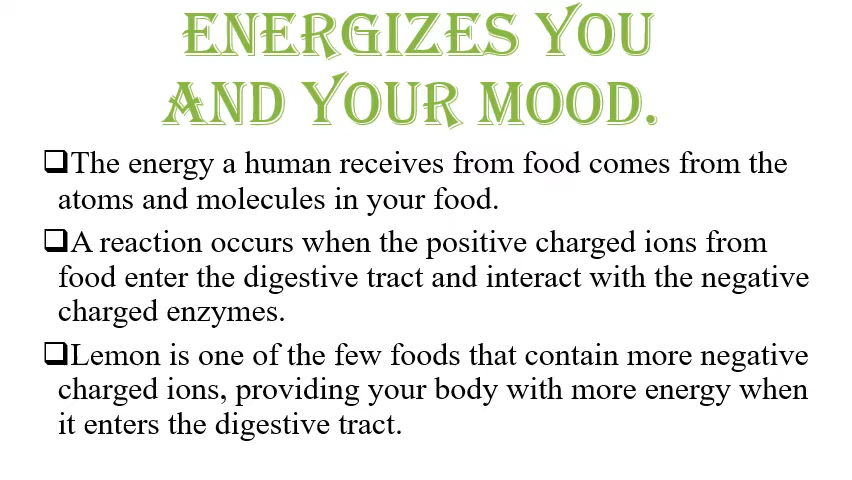 ENERGIZES YOU
AND YOUR MOOD.
❑The energy a human receives from food comes from the
atoms and molecules in your food.
❑A reaction occurs when the positive charged ions from
food enter the digestive tract and interact with the negative
charged enzymes.
❑Lemon is one of the few foods that contain more negative
charged ions, providing your body with more energy when
it enters the digestive tract.